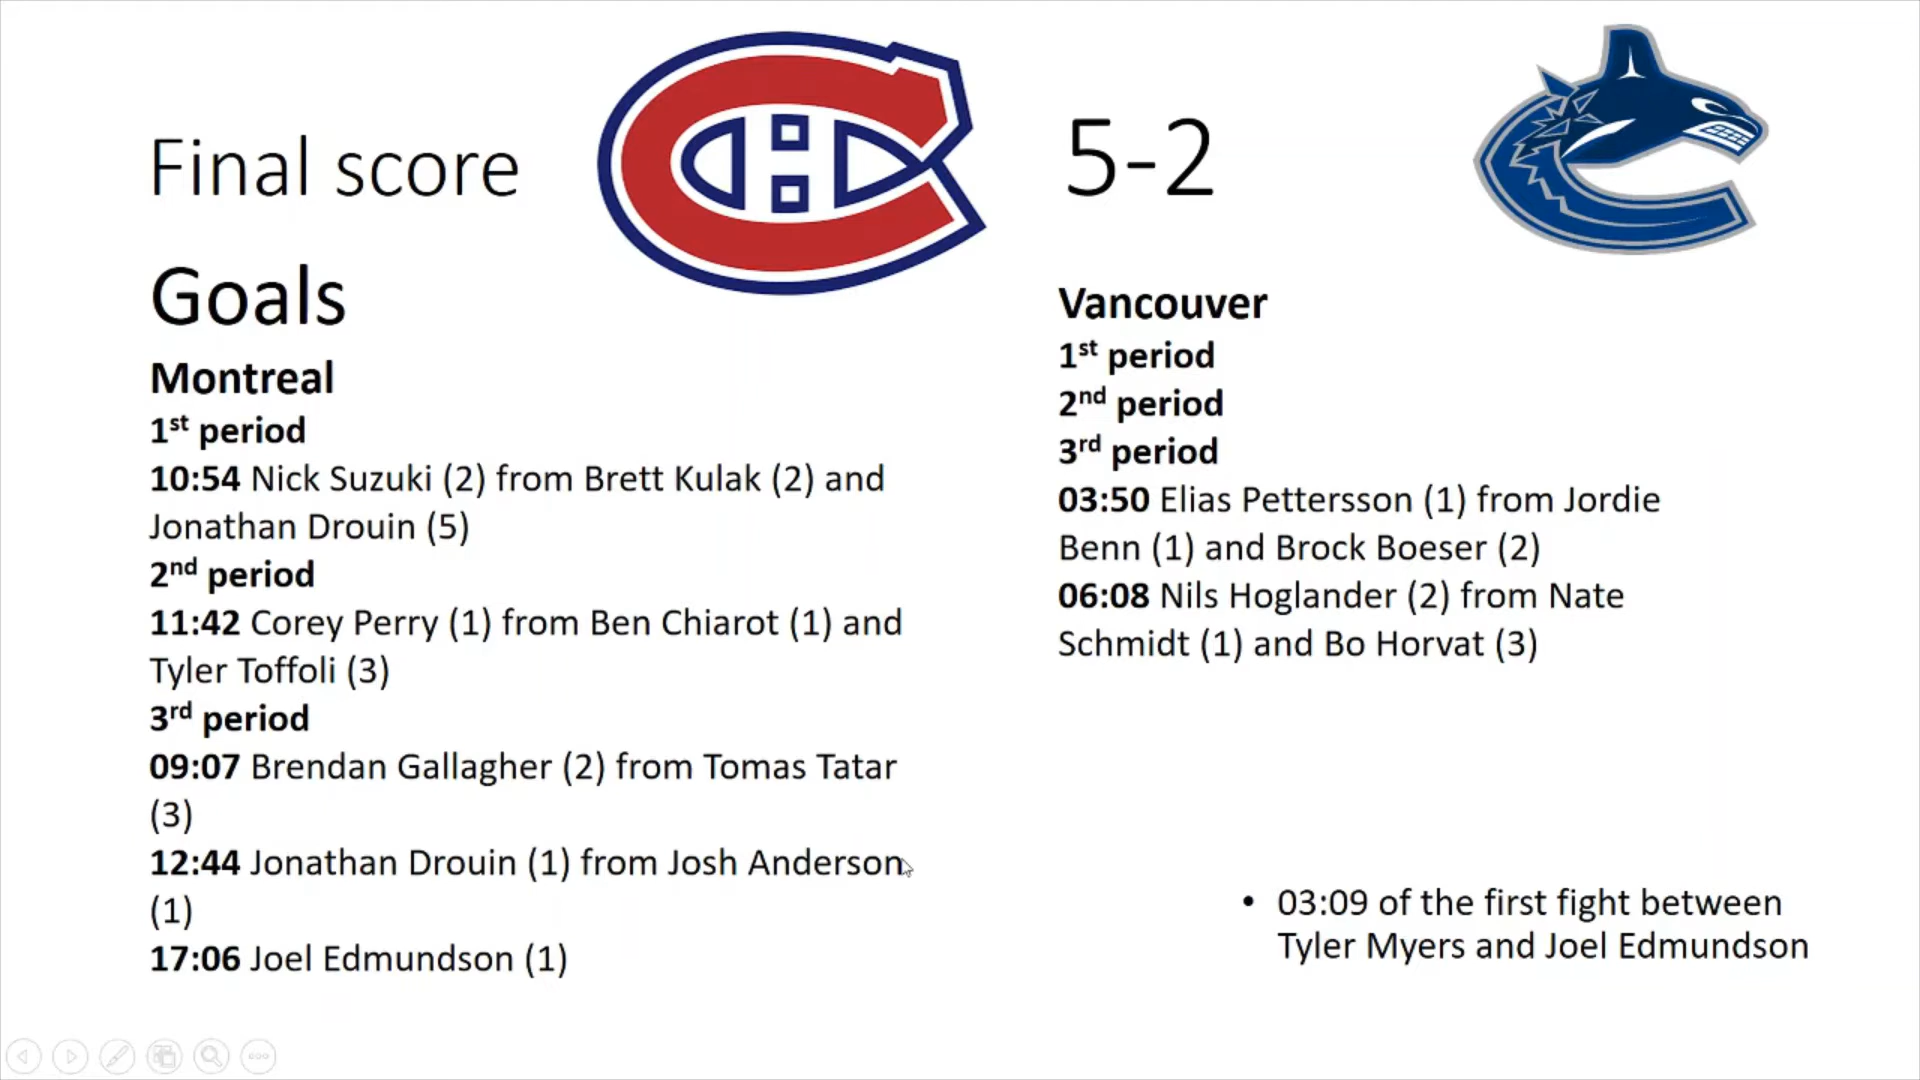 Final score
5-2
Goals
Montreal
1st period
10:54 Nick Suzuki (2) from Brett Kulak (2) and
Jonathan Drouin (5)
2nd period
11:42 Corey Perry (1) from Ben Chiarot (1) and
Tyler Toffoli (3)
3rd period
09:07 Brendan Gallagher (2) from Tomas Tatar
(3)
12:44 Jonathan Drouin (1) from Josh Anderson
(1)
17:06 Joel Edmundson (1)
Vancouver
1st period
2nd period
3rd period
03:50 Elias Pettersson (1) from Jordie
Benn (1) and Brock Boeser (2)
06:08 Nils Hoglander (2) from Nate
Schmidt (1) and Bo Horvat (3)
• 03:09 of the first fight between
Tyler Myers and Joel Edmundson